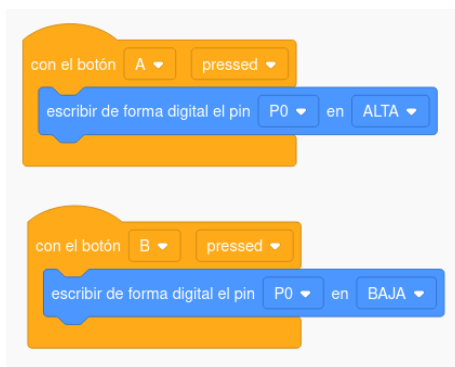 con el botón A pressed
escribir de forma digital el pin P0 en ALTA
con el botón B pressed
escribir de forma digital el pin P0 en BAJA